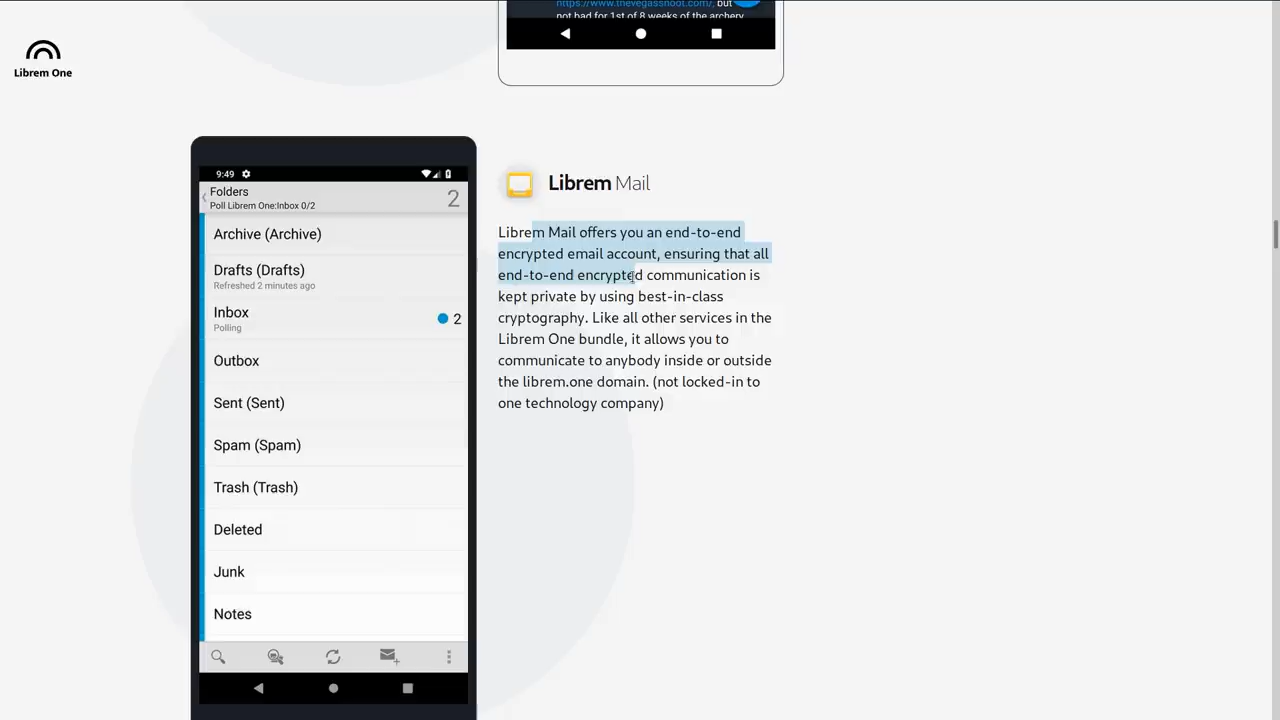 https://www.thevegasshoot.com/, but
not bad for 1st of 8 weeks of the archery
Librem One
9:49
Folders
Poll Librem One:Inbox 0/2
2
Archive (Archive)
Drafts (Drafts)
Refreshed 2 minutes ago
Inbox
Polling
2
Outbox
Sent (Sent)
Spam (Spam)
Trash (Trash)
Deleted
Junk
Notes
Librem Mail
Librem Mail offers you an end-to-end
encrypted email account, ensuring that all
end-to-end encrypted communication is
kept private by using best-in-class
cryptography. Like all other services in the
Librem One bundle, it allows you to
communicate to anybody inside or outside
the librem.one domain. (not locked-in to
one technology company)